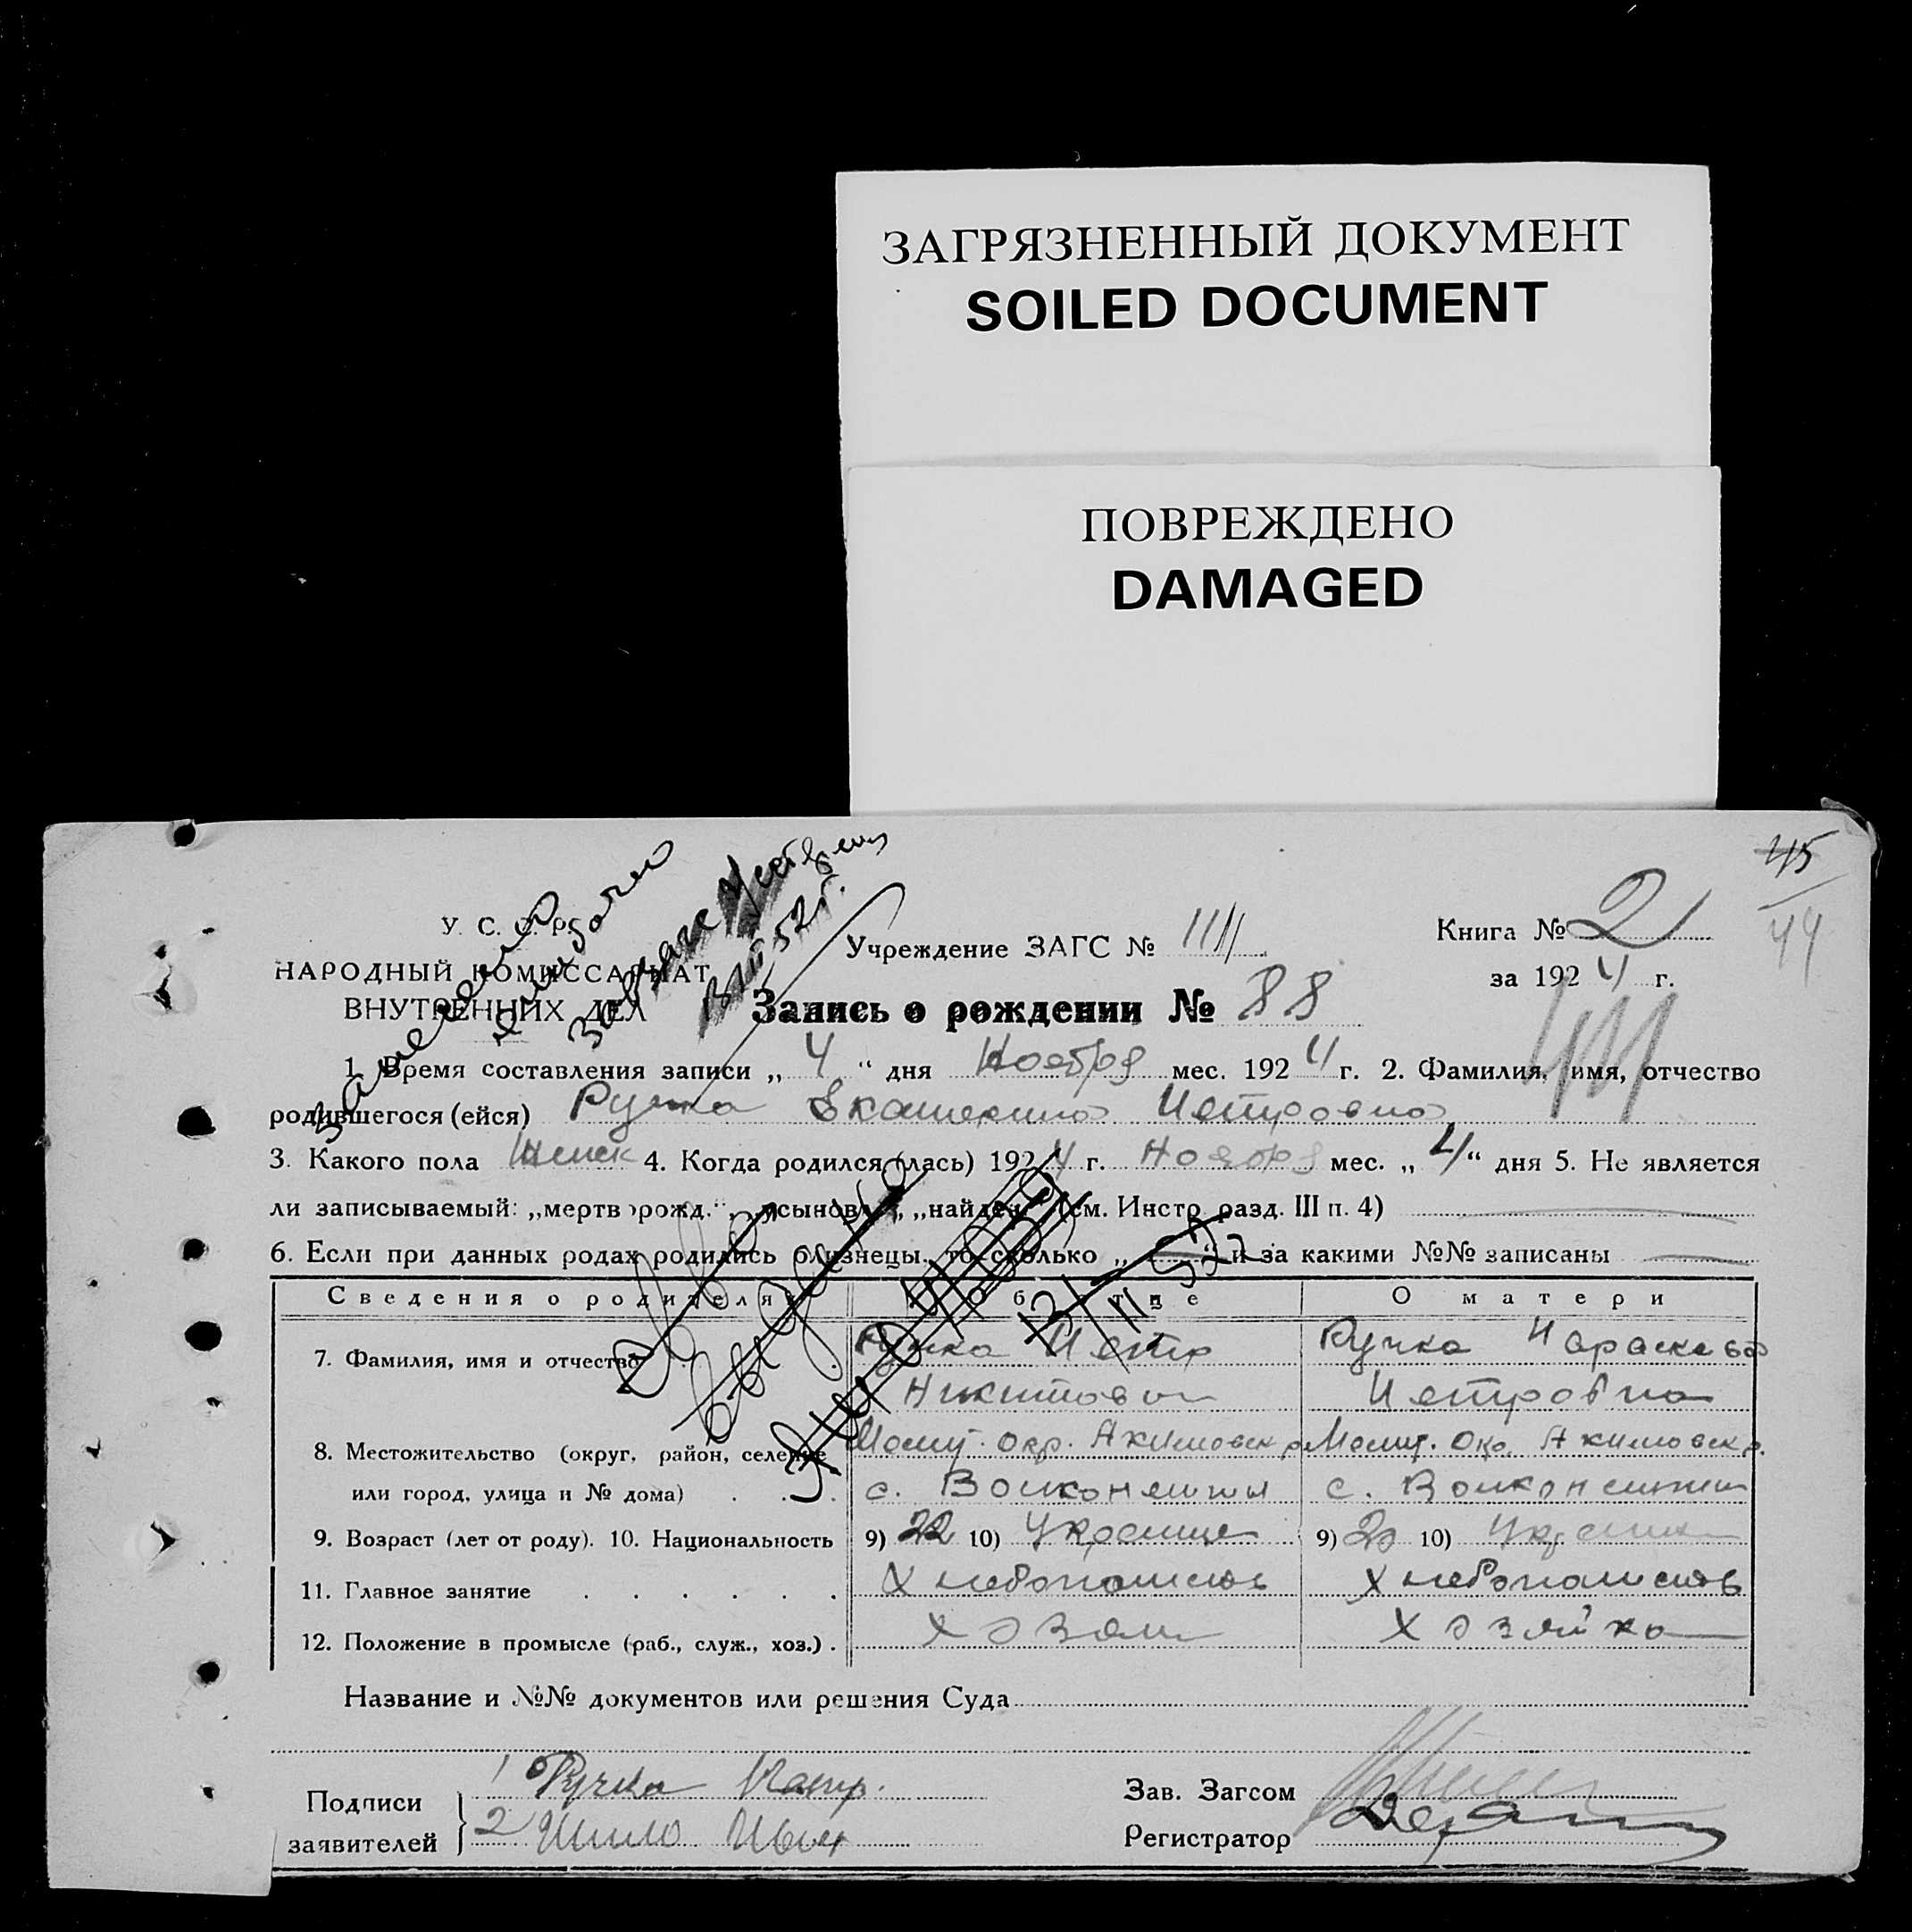 ЗАГРЯЗНЕННЫЙ ДОКУМЕНТ
SOILED DOCUMENT
ПОВРЕЖДЕНО
DAMAGED
45
44
У. С. С. Р.
НАРОДНЫЙ КОМИССАРИАТ
ВНУТРЕННИХ ДЕЛ
Учреждение ЗАГС №
Книга № 2
за 1924 г.
Запись о рождении № 88
1. Время составления записи „ 4 “ дня Ноября мес. 1924 г. 2. Фамилия, имя, отчество
родившегося (ейся) Ручка Екатерина Петровна
3. Какого пола Женск 4. Когда родился (лась) 1924 г. Ноября мес. „ 4 “ дня 5. Не является
ли записываемый: „мертворожд.“, „усыновл“, „найден“ (см. Инстр. разд. III п. 4)
6. Если при данных родах родились близнецы, то сколько „ — “ и за какими №№ записаны —
Сведения о родителях О б отце О матери
7. Фамилия, имя и отчество Ручка Петр Ручка Параскева
Никитович Петровна
8. Местожительство (округ, район, селение Мелит. окр. Акимовск р. Мелит. Окр. Акимовск р.
или город, улица и № дома) с. с.
9. Возраст (лет от роду). 10. Национальность 9) 22 10) Украинец 9) 20 10) Украинка
11. Главное занятие Хлебопашество Хлебопашество
12. Положение в промысле (раб., служ., хоз.) Хозяин Хозяйка
Название и №№ документов или решения Суда
Подписи 1 Ручка Зав. Загсом
заявителей 2 Шило Иван Регистратор